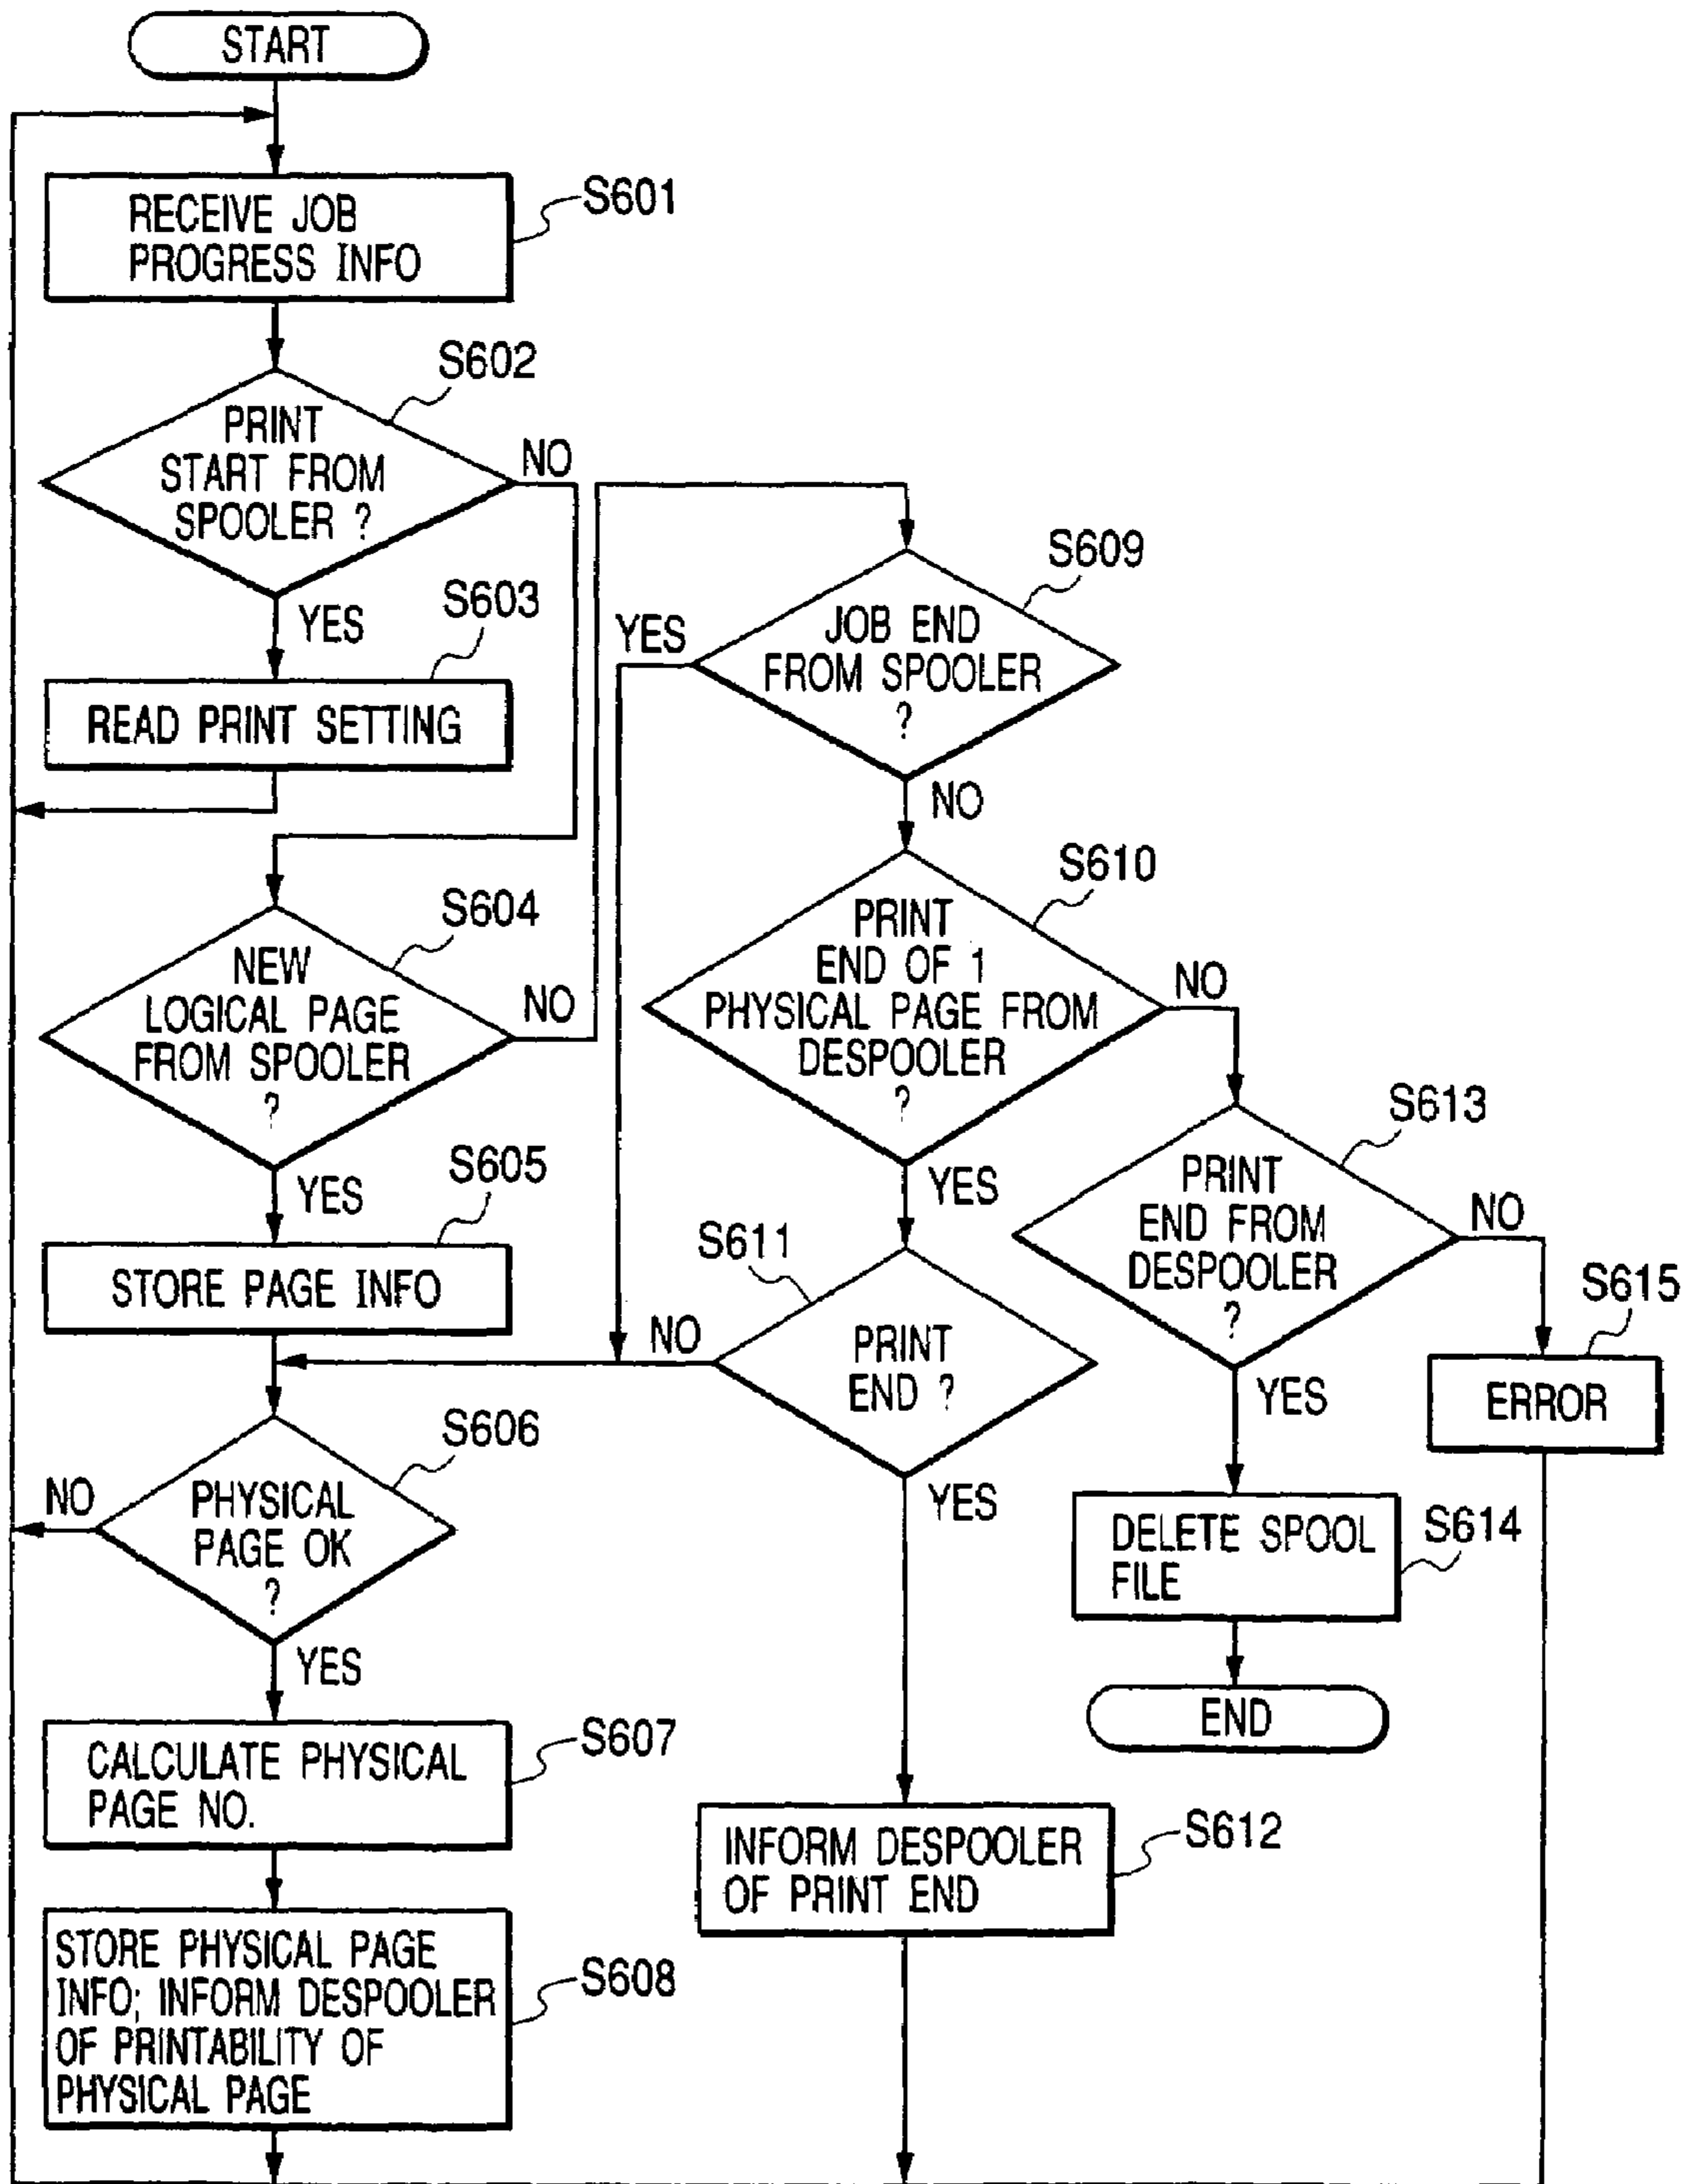 START
RECEIVE JOB
PROGRESS INFO
S601
S602
PRINT
START FROM
SPOOLER ?
NO
YES
S603
READ PRINT SETTING
S604
NEW
LOGICAL PAGE
FROM SPOOLER
?
NO
YES
S605
STORE PAGE INFO
S606
PHYSICAL
PAGE OK
?
NO
YES
CALCULATE PHYSICAL
PAGE NO.
S607
STORE PHYSICAL PAGE
INFO; INFORM DESPOOLER
OF PRINTABILITY OF
PHYSICAL PAGE
S608
S609
JOB END
FROM SPOOLER
?
YES
NO
S610
PRINT
END OF 1
PHYSICAL PAGE FROM
DESPOOLER
?
NO
YES
S611
PRINT
END ?
NO
YES
INFORM DESPOOLER
OF PRINT END
S612
S613
PRINT
END FROM
DESPOOLER
?
NO
YES
DELETE SPOOL
FILE
S614
END
S615
ERROR